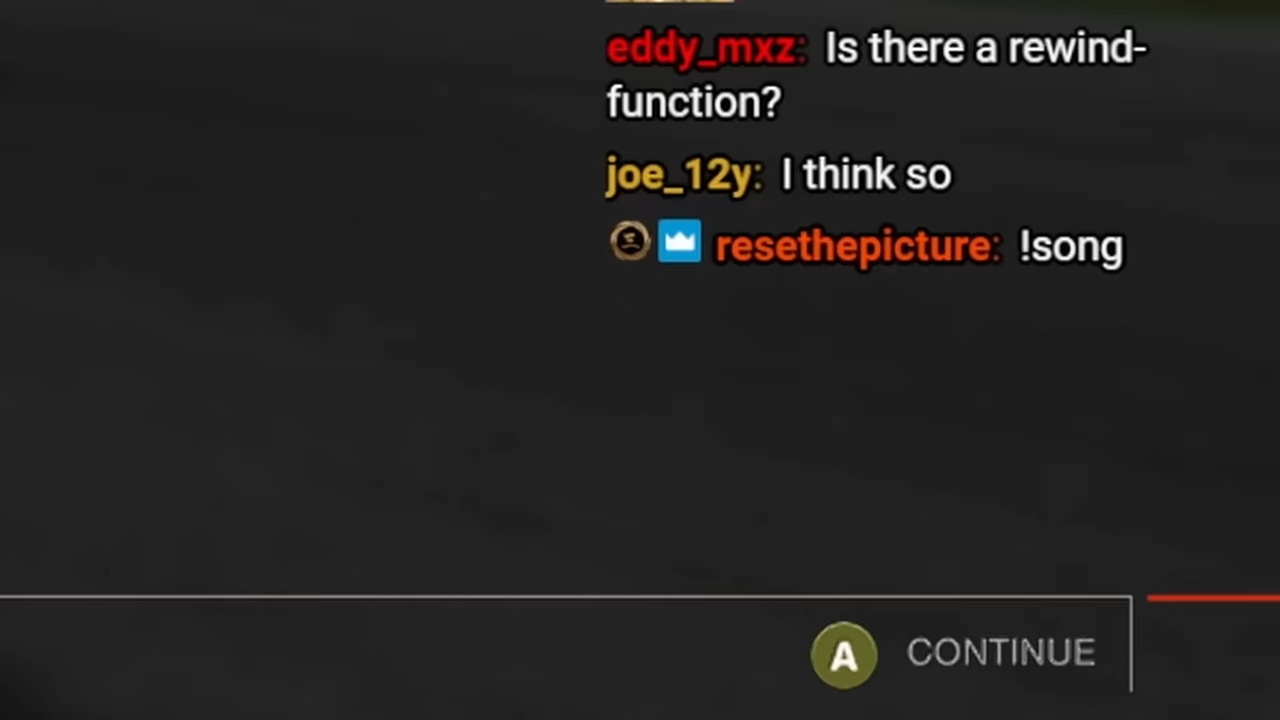 eddy_mxz: Is there a rewind-
function?
joe_12y: I think so
resethepicture: !song
A CONTINUE